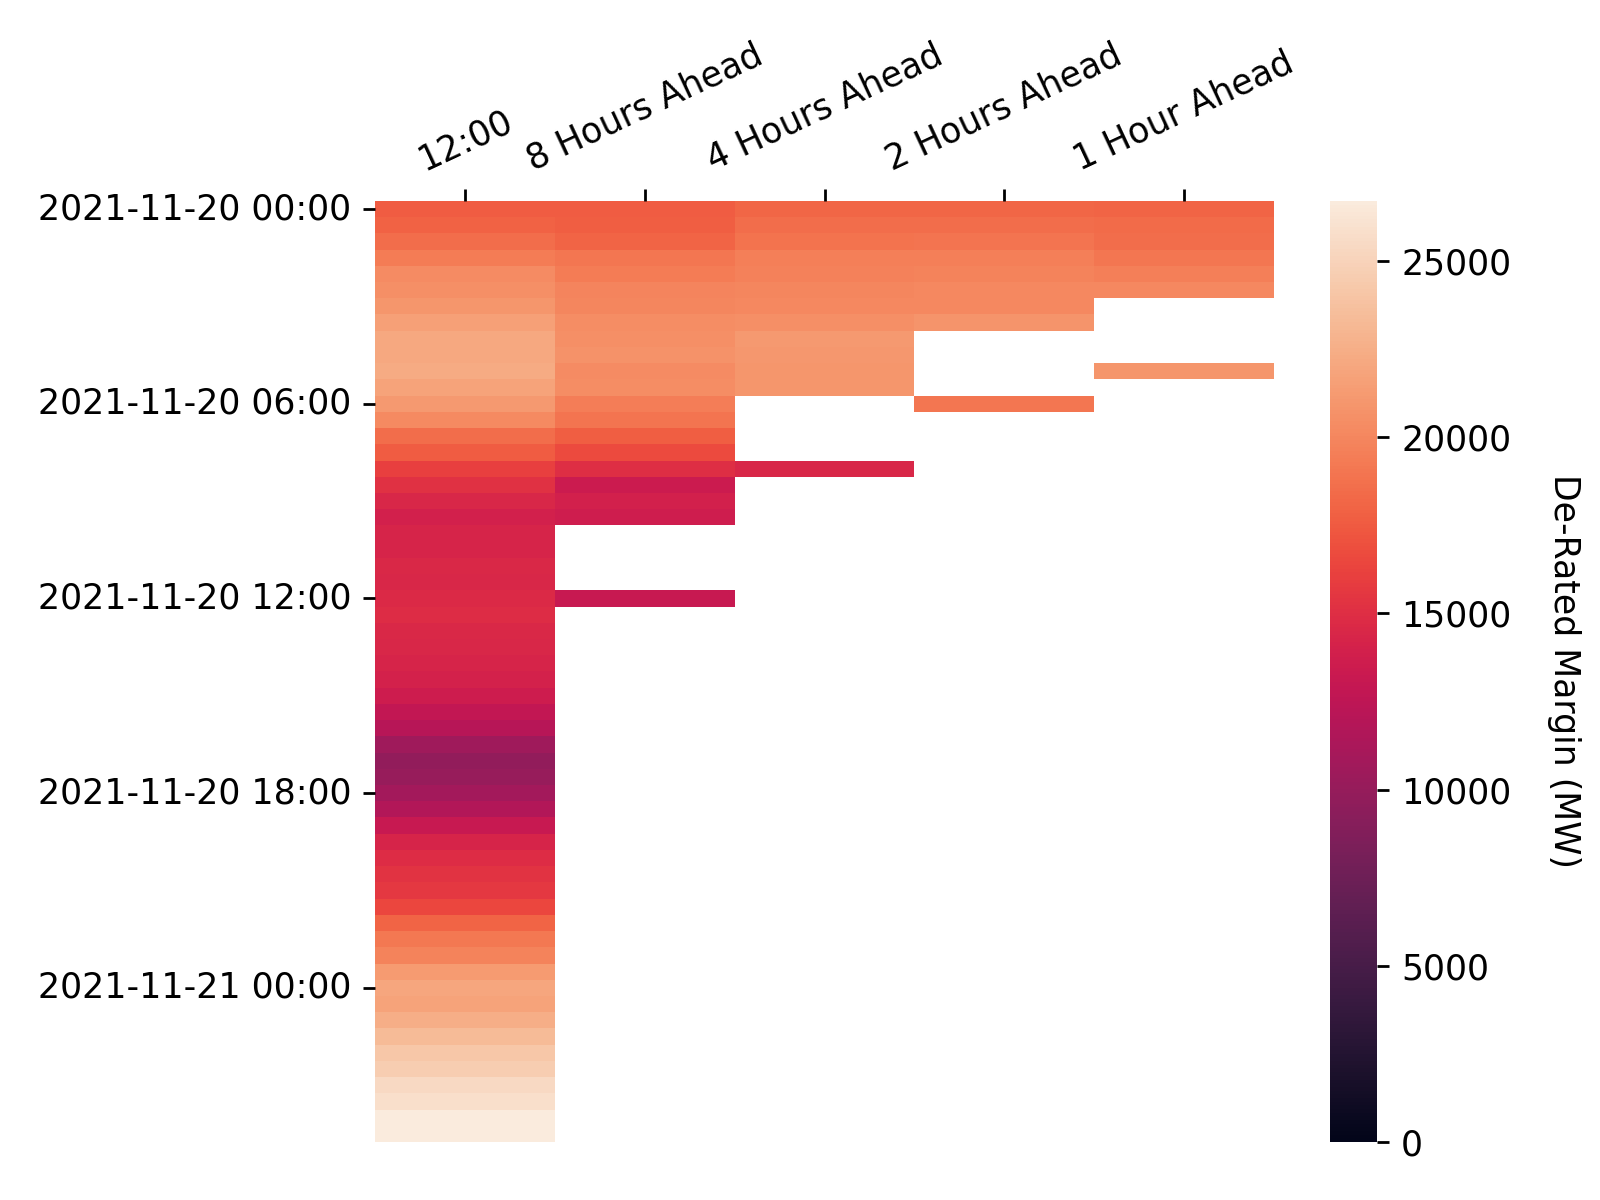 12:00
8 Hours Ahead
4 Hours Ahead
2 Hours Ahead
1 Hour Ahead
2021-11-20 00:00
2021-11-20 06:00
2021-11-20 12:00
2021-11-20 18:00
2021-11-21 00:00
25000
20000
15000
10000
5000
0
De-Rated Margin (MW)